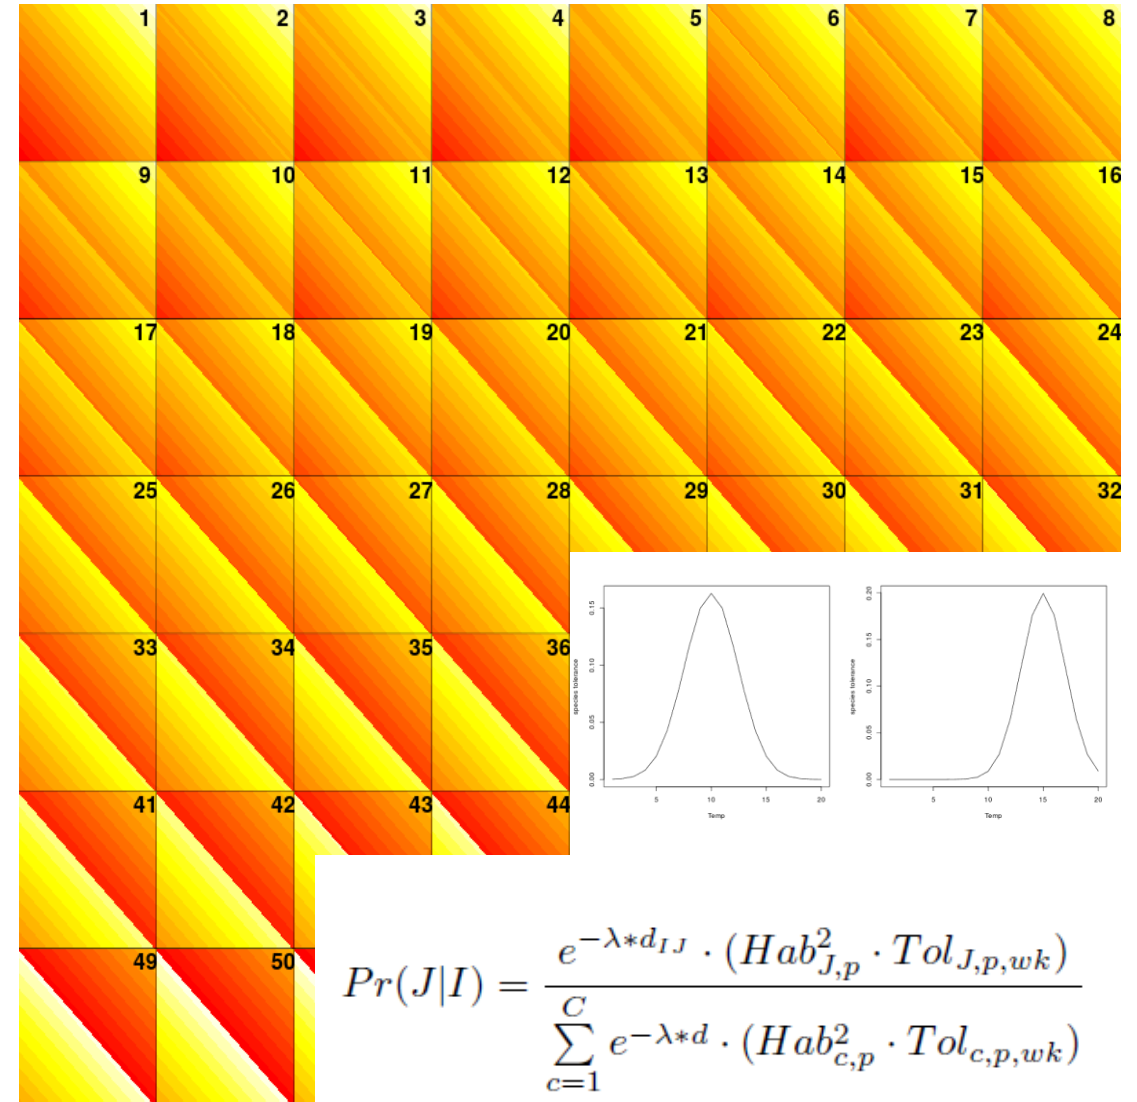 1 2 3 4 5 6 7 8
9 10 11 12 13 14 15 16
17 18 19 20 21 22 23 24
25 26 27 28 29 30 31 32
33 34 35 36
41 42 43 44
49 50
species tolerance
0.00 0.05 0.10 0.15
5 10 15 20
Temp
species tolerance
0.00 0.05 0.10 0.15 0.20
5 10 15 20
Temp
Pr(J|I) = \frac{e^{-λ*d_{IJ}} · (Hab^2_{J,p} · Tol_{J,p,wk})}{\sum_{c=1}^{C} e^{-λ*d} · (Hab^2_{c,p} · Tol_{c,p,wk})}